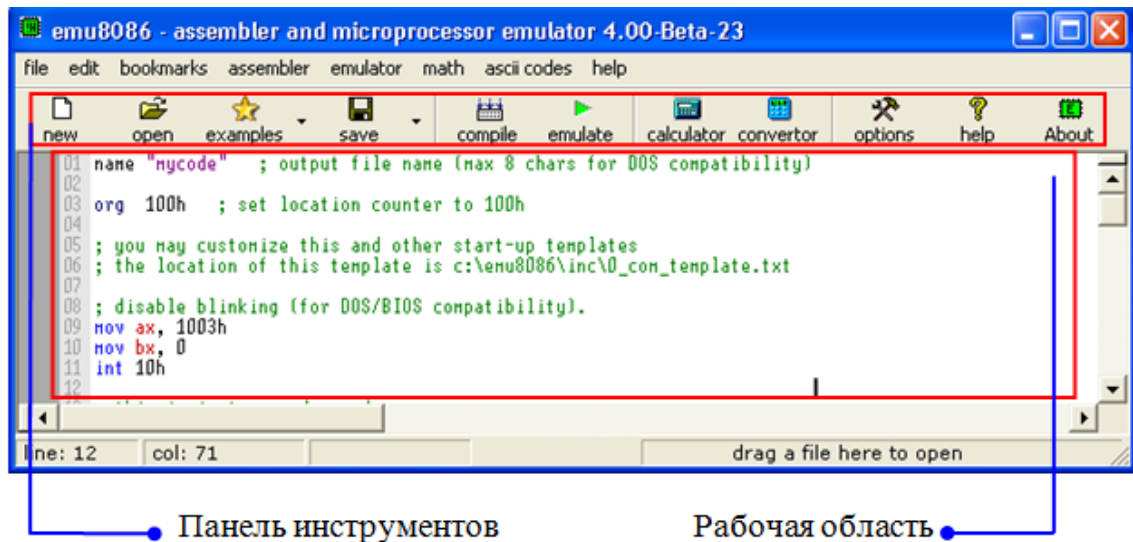 emu8086 - assembler and microprocessor emulator 4.00-Beta-23
file edit bookmarks assembler emulator math ascii codes help
new open examples save compile emulate calculator convertor options help About
01 name "mycode" ; output file name (max 8 chars for DOS compatibility)
02
03 org 100h ; set location counter to 100h
04
05 ; you may customize this and other start-up templates
06 ; the location of this template is c:\emu8086\inc\0_com_template.txt
07
08 ; disable blinking (for DOS/BIOS compatibility).
09 mov ax, 1003h
10 mov bx, 0
11 int 10h
12
line: 12 col: 71 drag a file here to open
Панель инструментов Рабочая область